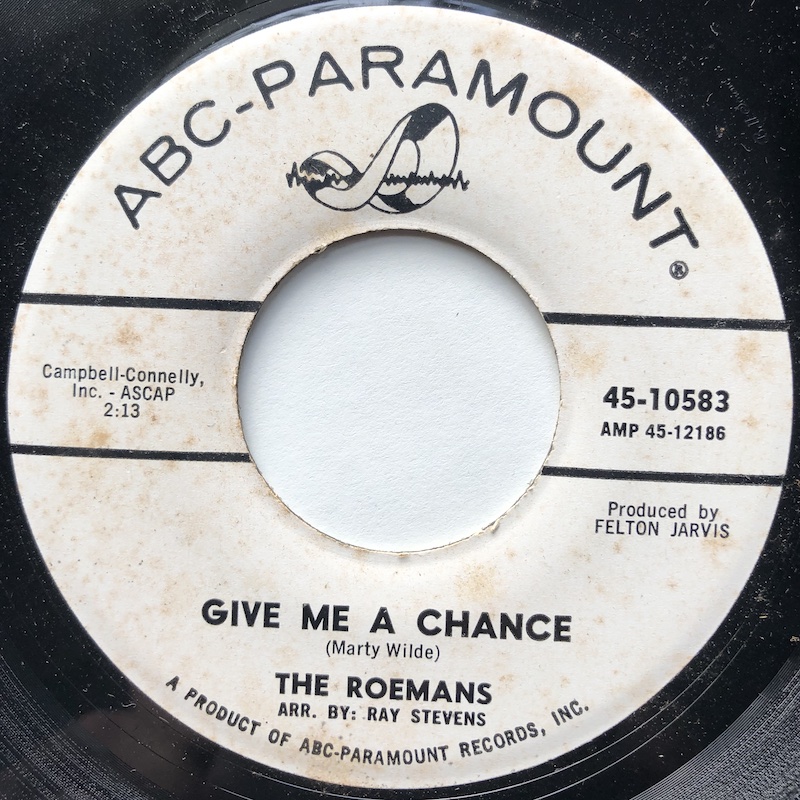 ABC-PARAMOUNT®
Campbell-Connelly,
Inc. - ASCAP
2:13
45-10583
AMP 45-12186
Produced by
FELTON JARVIS
GIVE ME A CHANCE
(Marty Wilde)
THE ROEMANS
ARR. BY: RAY STEVENS
A PRODUCT OF ABC-PARAMOUNT RECORDS, INC.